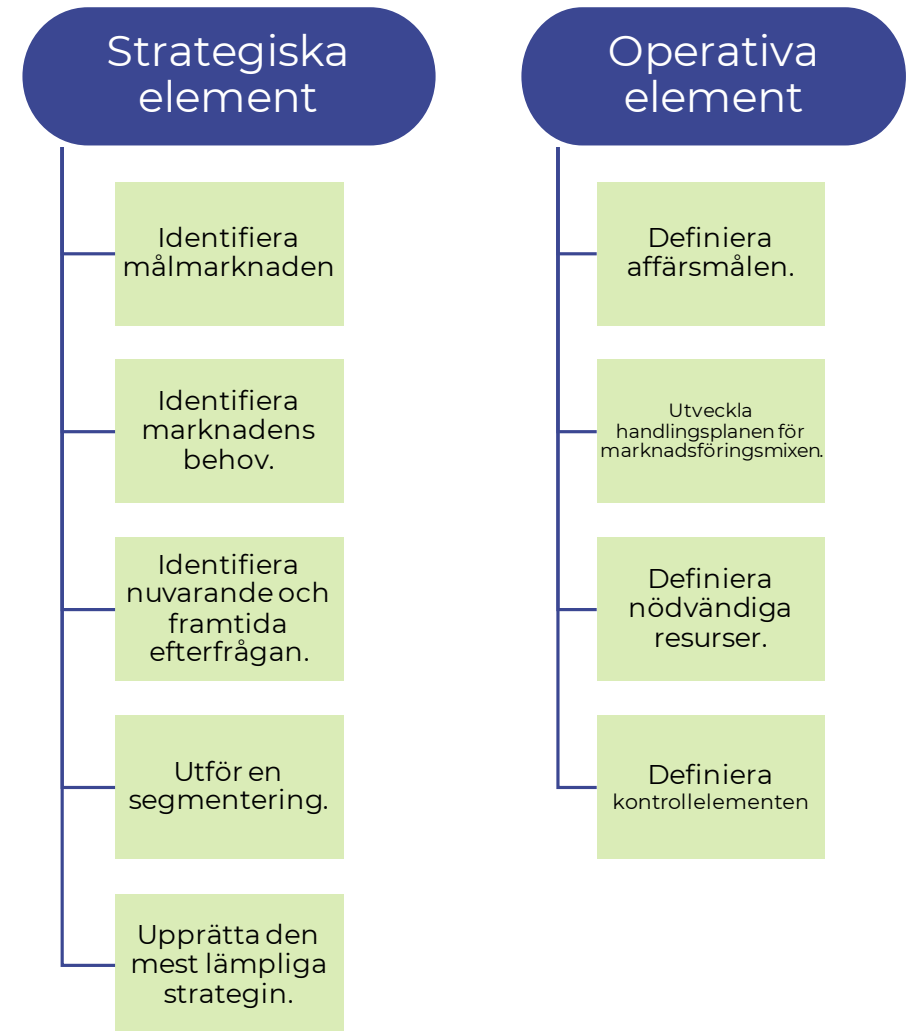 Strategiska
element
Identifiera
målmarknaden
Identifiera
marknadens
behov.
Identifiera
nuvarande och
framtida
efterfrågan.
Utför en
segmentering.
Upprätta den
mest lämpliga
strategin.
Operativa
element
Definiera
affärsmålen.
Utveckla
handlingsplanen för
marknadsföringsmixen.
Definiera
nödvändiga
resurser.
Definiera
kontrollelementen